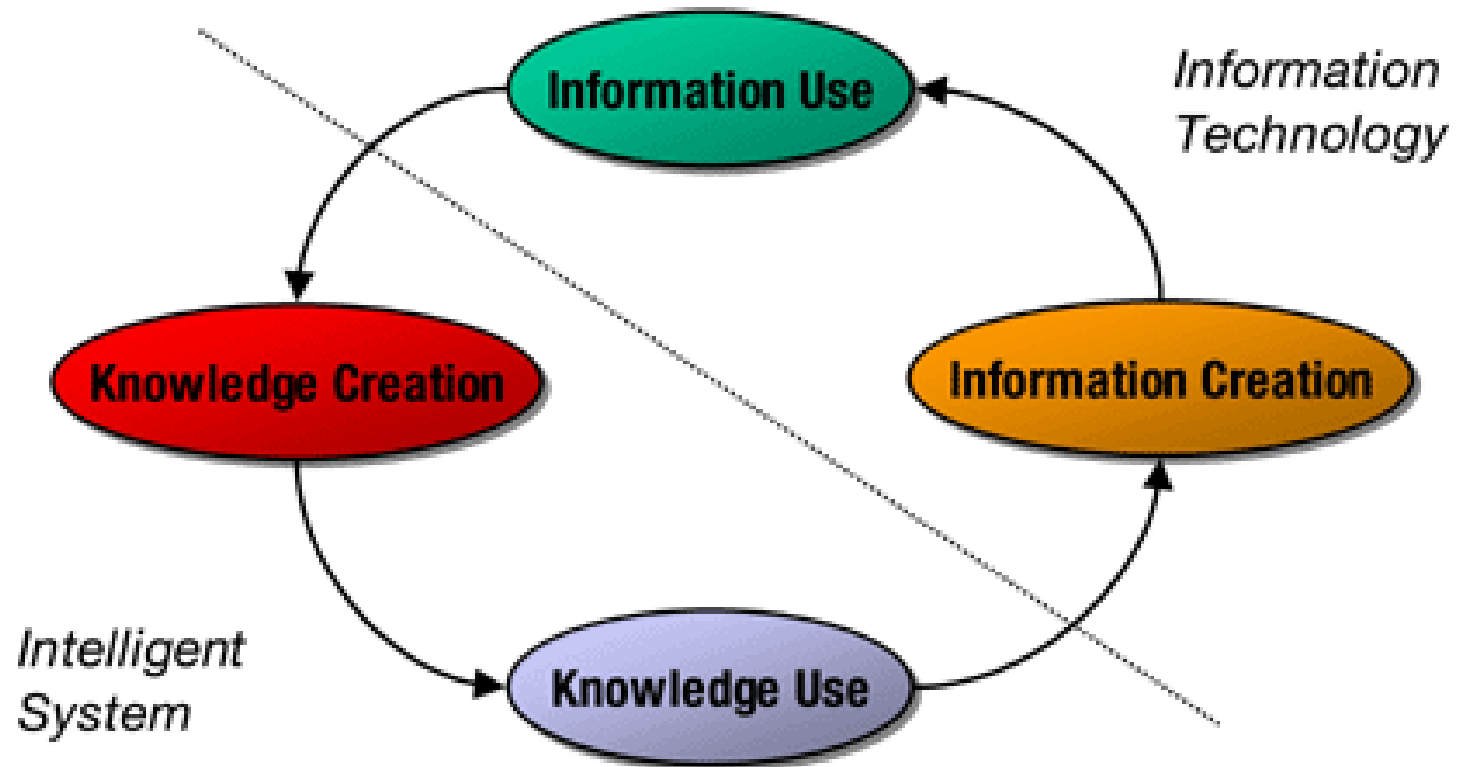 Information Use
Information
Technology
Knowledge Creation
Information Creation
Intelligent
System
Knowledge Use